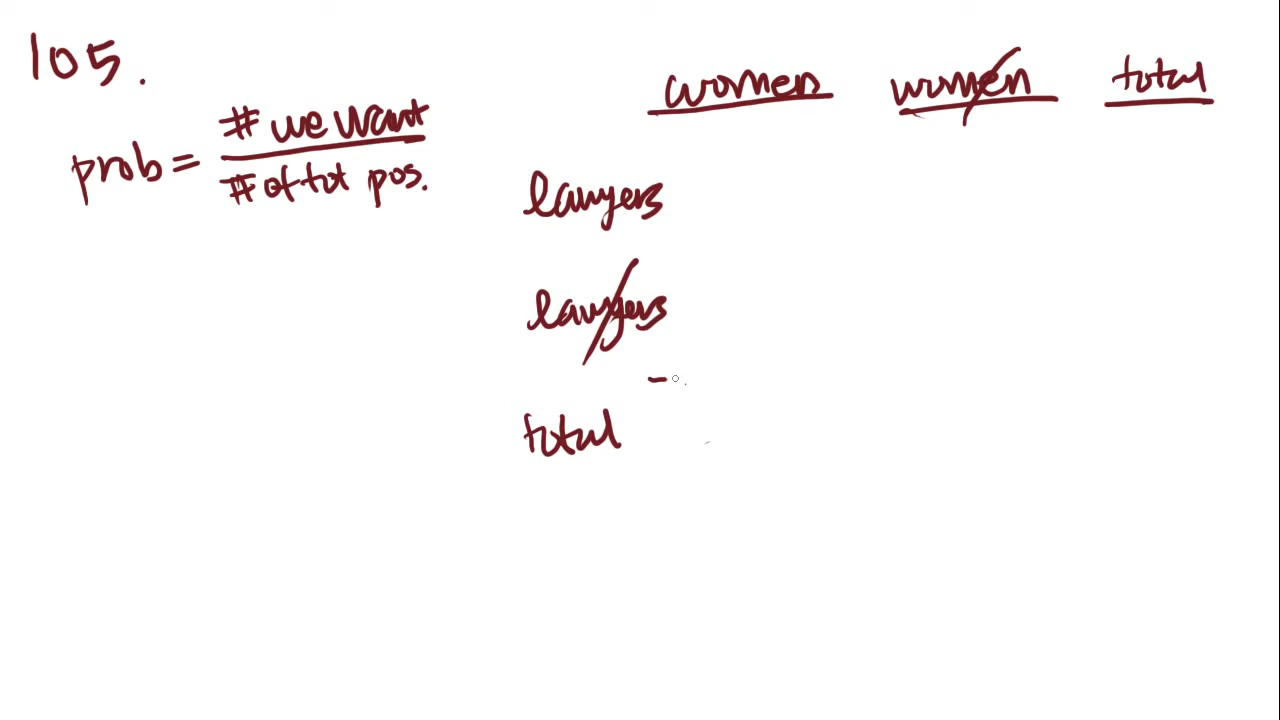 105.
prob = # we want
# of tot pos.
women women total
lawyers
lawyers
total